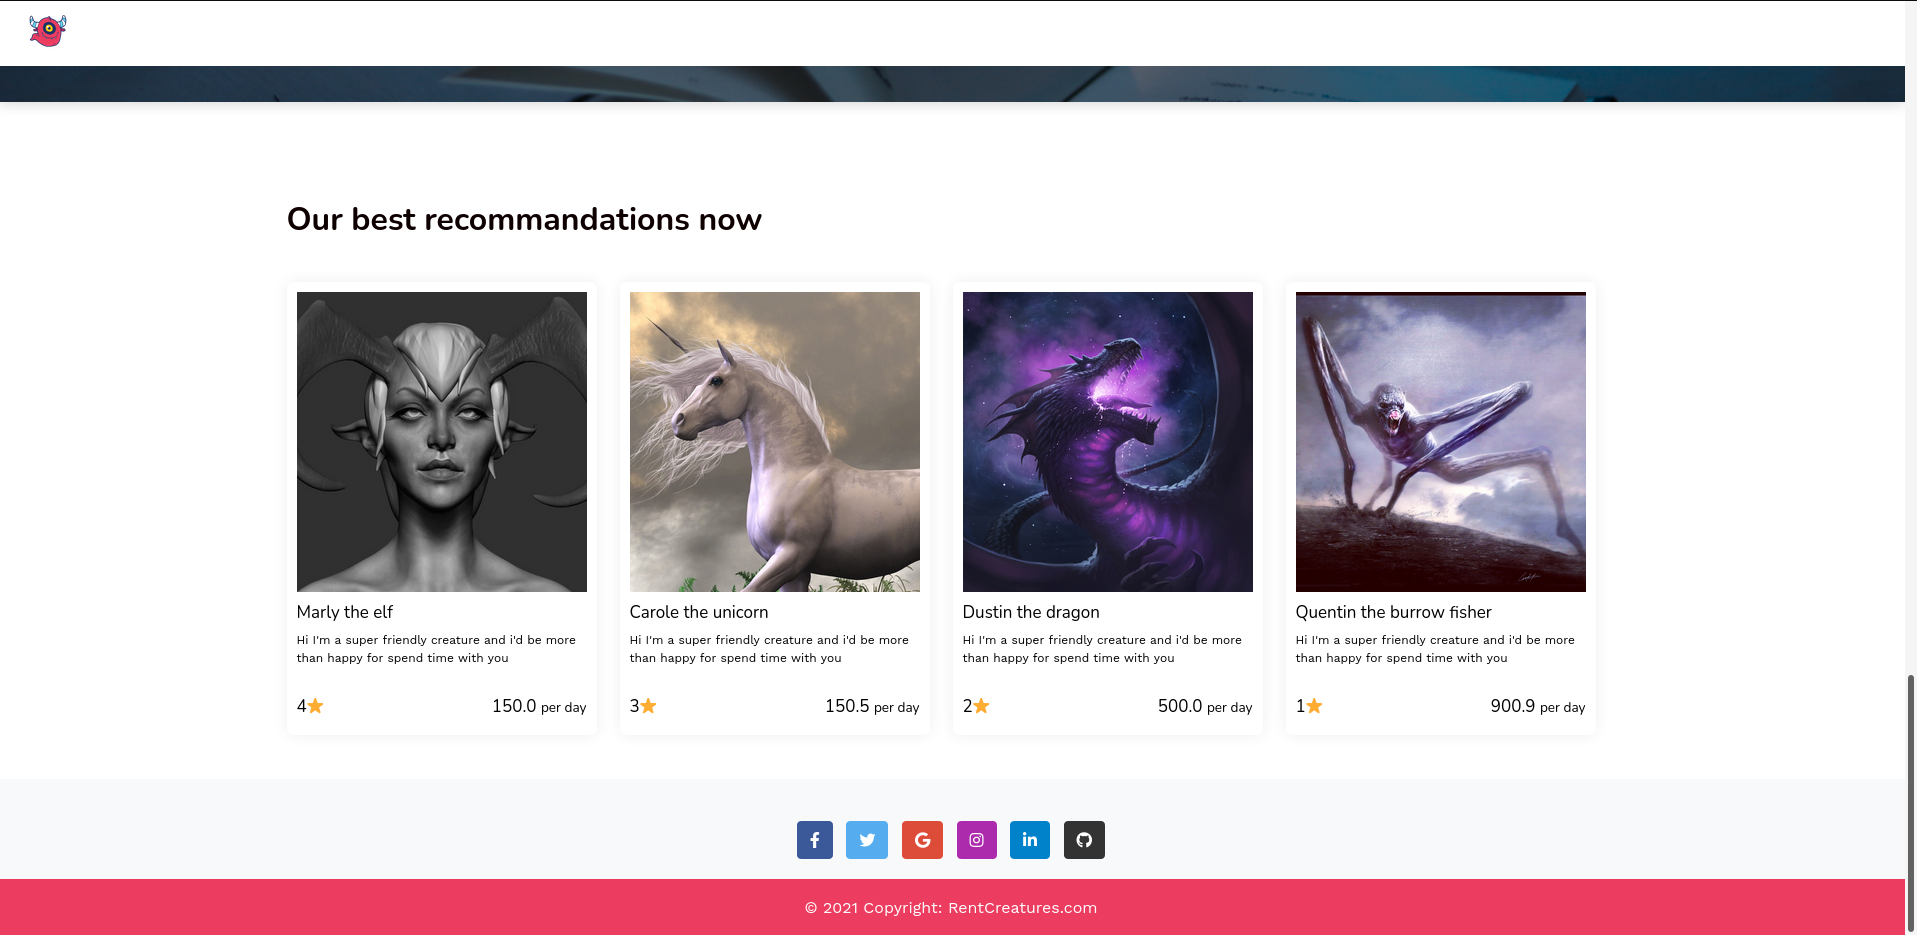 Our best recommandations now
Marly the elf
Hi I'm a super friendly creature and i'd be more
than happy for spend time with you
4 150.0 per day
Carole the unicorn
Hi I'm a super friendly creature and i'd be more
than happy for spend time with you
3 150.5 per day
Dustin the dragon
Hi I'm a super friendly creature and i'd be more
than happy for spend time with you
2 500.0 per day
Quentin the burrow fisher
Hi I'm a super friendly creature and i'd be more
than happy for spend time with you
1 900.9 per day
© 2021 Copyright: RentCreatures.com